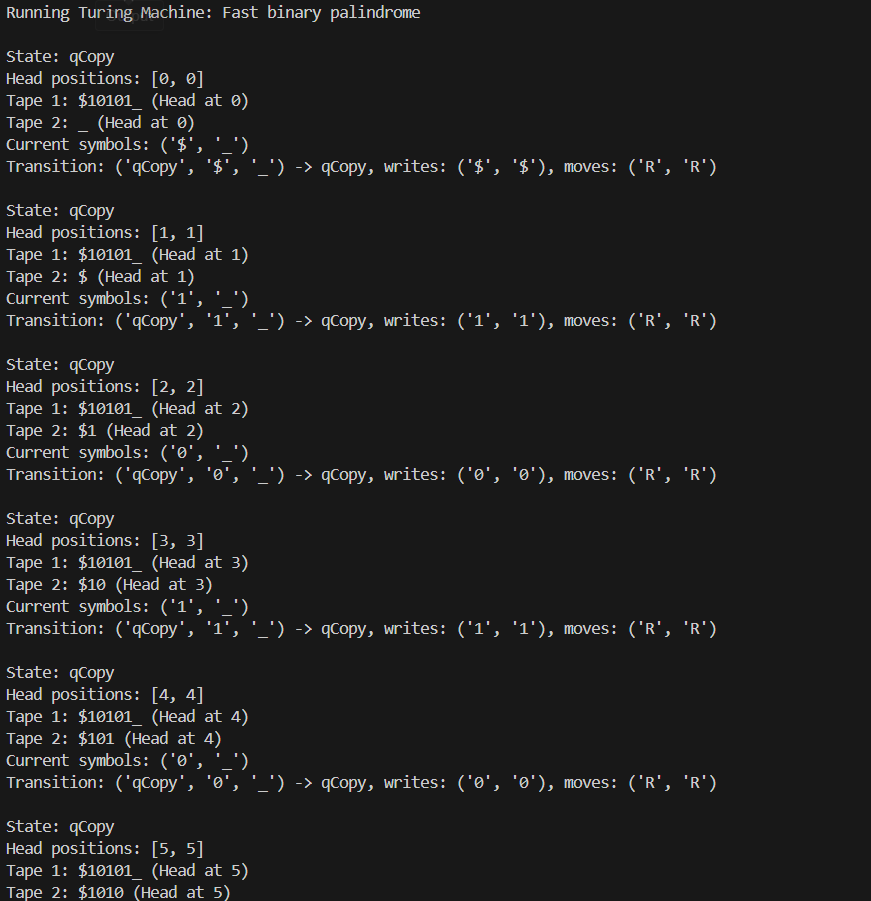 Running Turing Machine: Fast binary palindrome
State: qCopy
Head positions: [0, 0]
Tape 1: $10101_ (Head at 0)
Tape 2: _ (Head at 0)
Current symbols: ('$', '_')
Transition: ('qCopy', '$', '_') -> qCopy, writes: ('$', '$'), moves: ('R', 'R')
State: qCopy
Head positions: [1, 1]
Tape 1: $10101_ (Head at 1)
Tape 2: $ (Head at 1)
Current symbols: ('1', '_')
Transition: ('qCopy', '1', '_') -> qCopy, writes: ('1', '1'), moves: ('R', 'R')
State: qCopy
Head positions: [2, 2]
Tape 1: $10101_ (Head at 2)
Tape 2: $1 (Head at 2)
Current symbols: ('0', '_')
Transition: ('qCopy', '0', '_') -> qCopy, writes: ('0', '0'), moves: ('R', 'R')
State: qCopy
Head positions: [3, 3]
Tape 1: $10101_ (Head at 3)
Tape 2: $10 (Head at 3)
Current symbols: ('1', '_')
Transition: ('qCopy', '1', '_') -> qCopy, writes: ('1', '1'), moves: ('R', 'R')
State: qCopy
Head positions: [4, 4]
Tape 1: $10101_ (Head at 4)
Tape 2: $101 (Head at 4)
Current symbols: ('0', '_')
Transition: ('qCopy', '0', '_') -> qCopy, writes: ('0', '0'), moves: ('R', 'R')
State: qCopy
Head positions: [5, 5]
Tape 1: $10101_ (Head at 5)
Tape 2: $1010 (Head at 5)